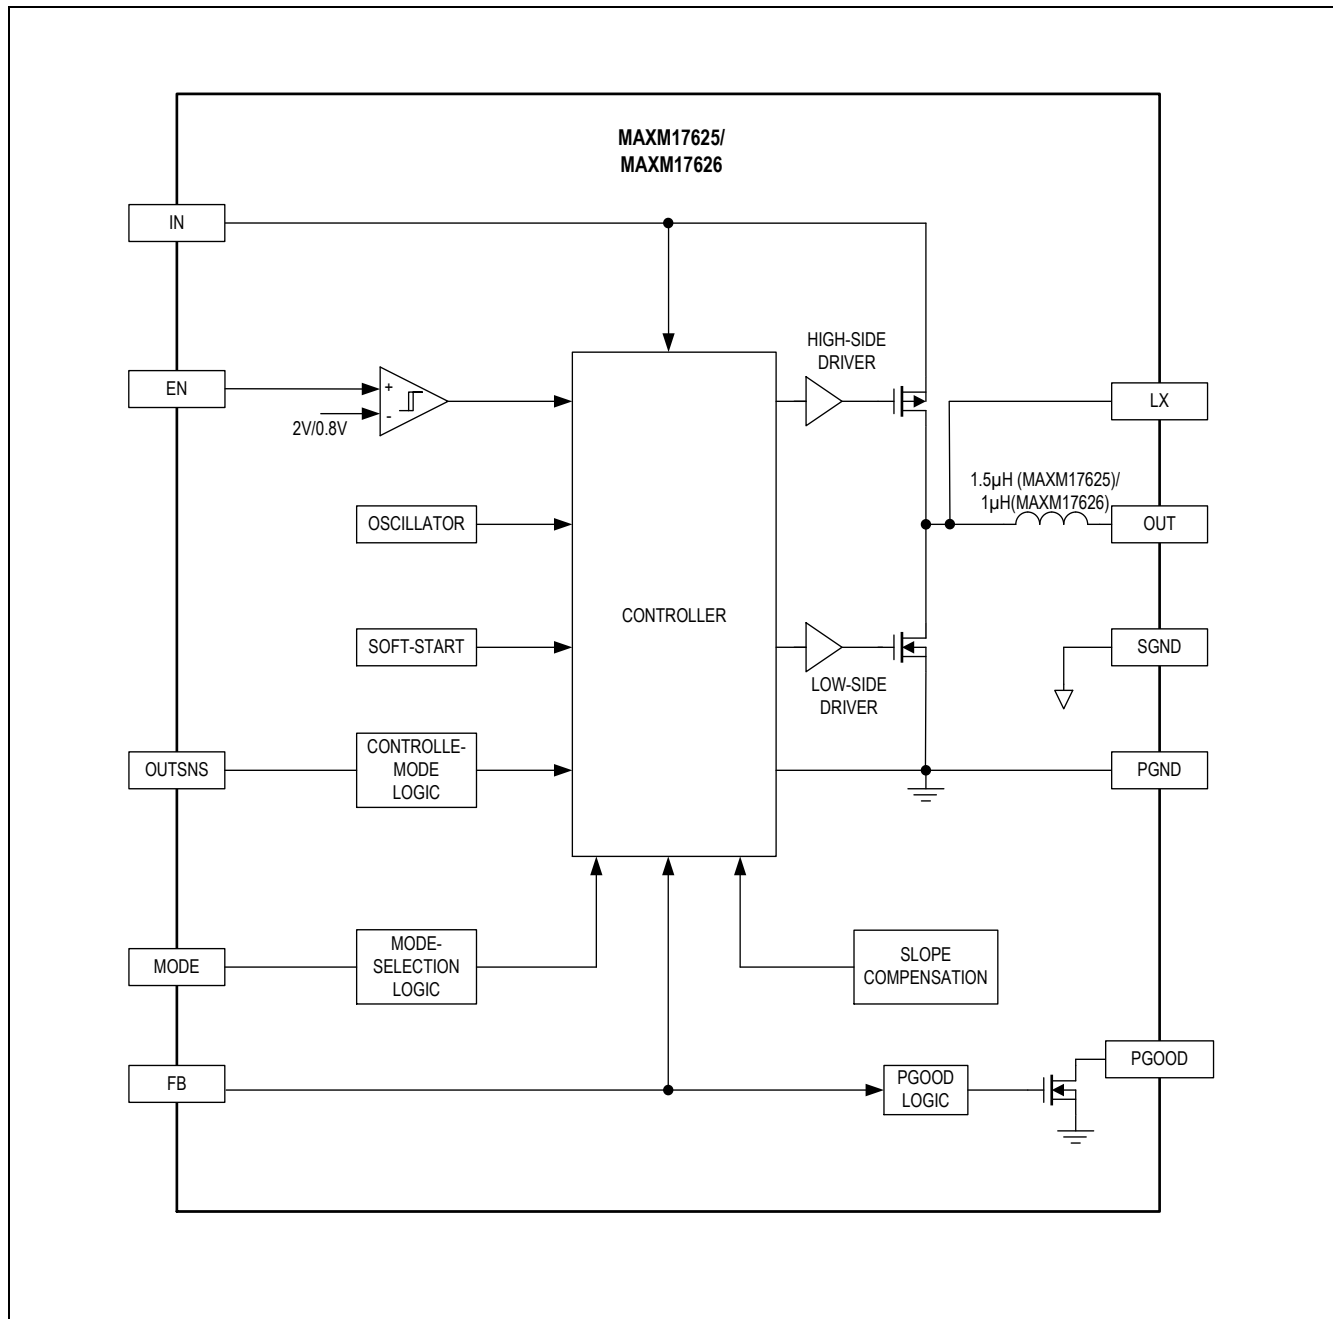 MAXM17625/
MAXM17626
IN
HIGH-SIDE
DRIVER
EN
+
-
2V/0.8V
LX
1.5µH (MAXM17625)/
1µH(MAXM17626)
OSCILLATOR
OUT
CONTROLLER
SOFT-START
SGND
LOW-SIDE
DRIVER
OUTSNS
CONTROLLE-
MODE
LOGIC
PGND
MODE
MODE-
SELECTION
LOGIC
SLOPE
COMPENSATION
FB
PGOOD
LOGIC
PGOOD